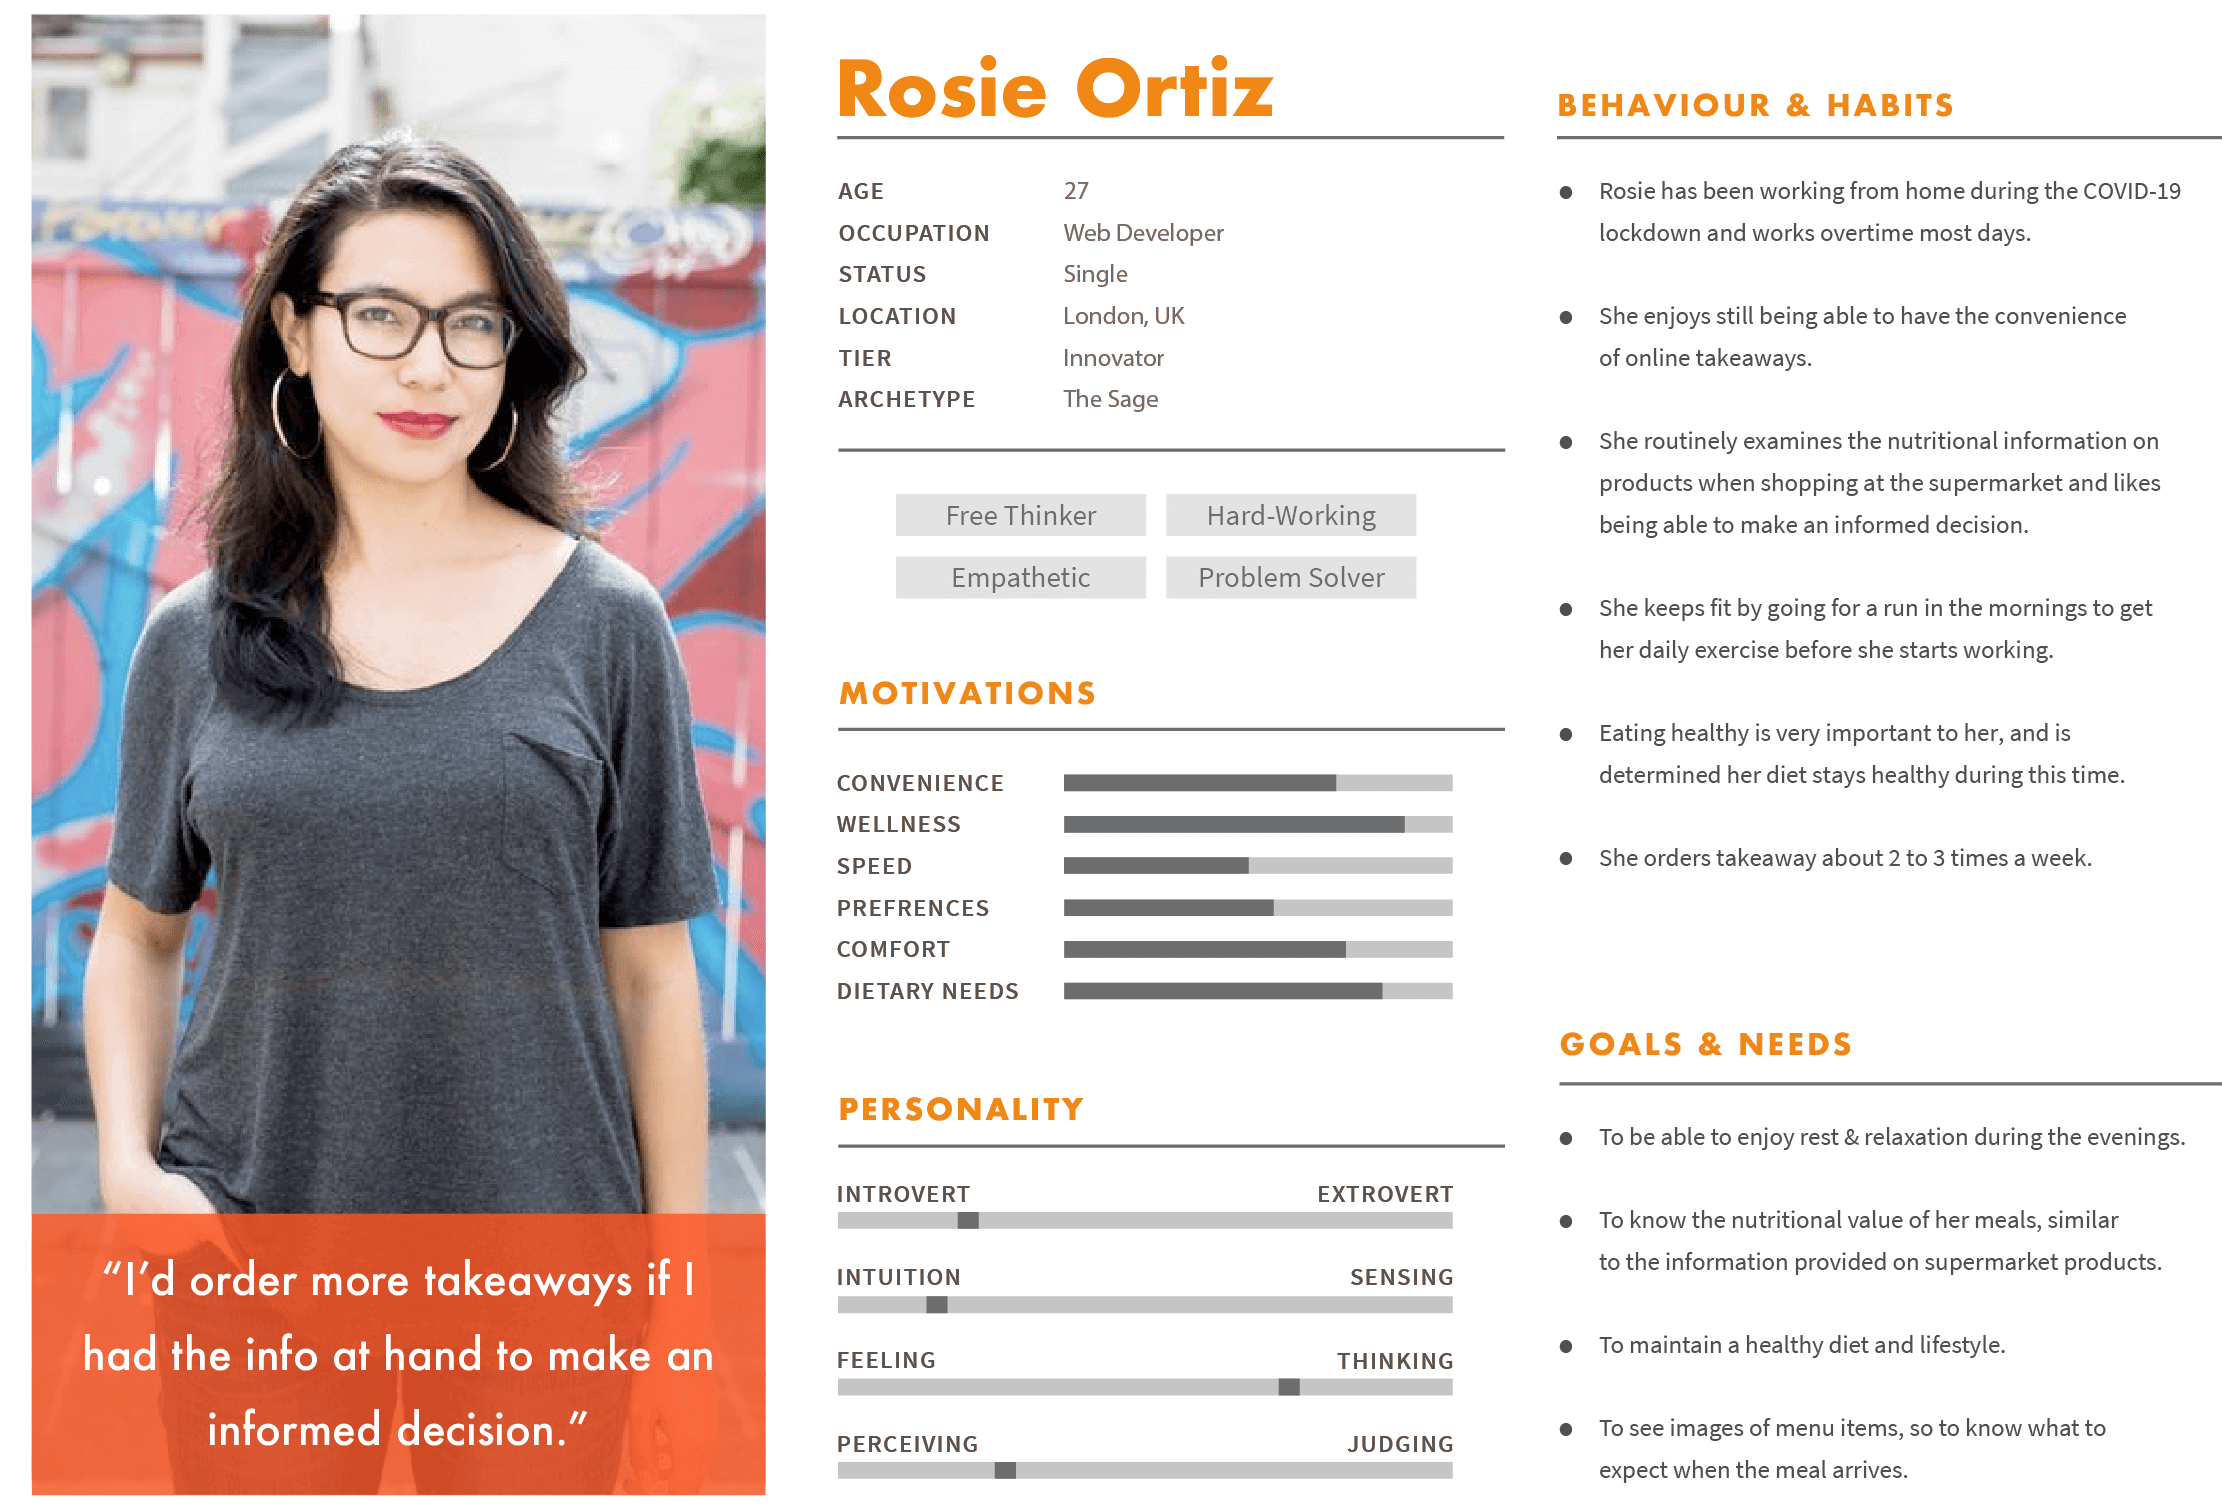 “I’d order more takeaways if I
had the info at hand to make an
informed decision.”
Rosie Ortiz
AGE 27
OCCUPATION Web Developer
STATUS Single
LOCATION London, UK
TIER Innovator
ARCHETYPE The Sage
Free Thinker Hard-Working
Empathetic Problem Solver
MOTIVATIONS
CONVENIENCE
WELLNESS
SPEED
PREFRENCES
COMFORT
DIETARY NEEDS
PERSONALITY
INTROVERT EXTROVERT
INTUITION SENSING
FEELING THINKING
PERCEIVING JUDGING
BEHAVIOUR & HABITS
● Rosie has been working from home during the COVID-19
lockdown and works overtime most days.
● She enjoys still being able to have the convenience
of online takeaways.
● She routinely examines the nutritional information on
products when shopping at the supermarket and likes
being able to make an informed decision.
● She keeps fit by going for a run in the mornings to get
her daily exercise before she starts working.
● Eating healthy is very important to her, and is
determined her diet stays healthy during this time.
● She orders takeaway about 2 to 3 times a week.
GOALS & NEEDS
● To be able to enjoy rest & relaxation during the evenings.
● To know the nutritional value of her meals, similar
to the information provided on supermarket products.
● To maintain a healthy diet and lifestyle.
● To see images of menu items, so to know what to
expect when the meal arrives.